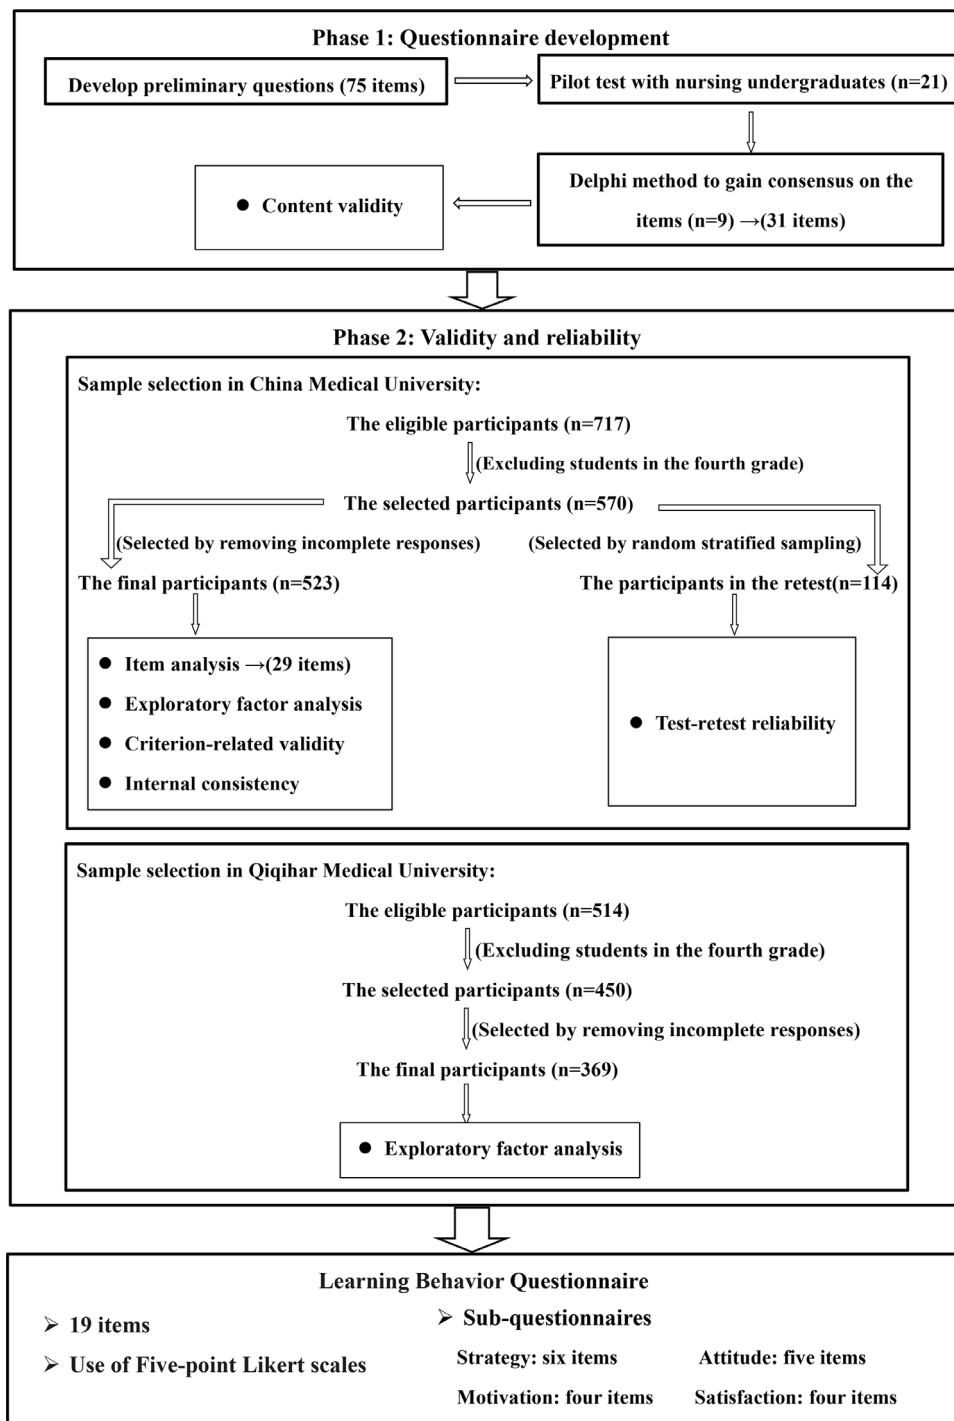 Phase 1: Questionnaire development
Develop preliminary questions (75 items)
Pilot test with nursing undergraduates (n=21)
Delphi method to gain consensus on the
items (n=9) →(31 items)
● Content validity
Phase 2: Validity and reliability
Sample selection in China Medical University:
The eligible participants (n=717)
(Excluding students in the fourth grade)
The selected participants (n=570)
(Selected by removing incomplete responses)
(Selected by random stratified sampling)
The final participants (n=523)
The participants in the retest(n=114)
● Item analysis →(29 items)
● Exploratory factor analysis
● Criterion-related validity
● Internal consistency
● Test-retest reliability
Sample selection in Qiqihar Medical University:
The eligible participants (n=514)
(Excluding students in the fourth grade)
The selected participants (n=450)
(Selected by removing incomplete responses)
The final participants (n=369)
● Exploratory factor analysis
Learning Behavior Questionnaire
➢ 19 items
➢ Use of Five-point Likert scales
➢ Sub-questionnaires
Strategy: six items
Attitude: five items
Motivation: four items
Satisfaction: four items